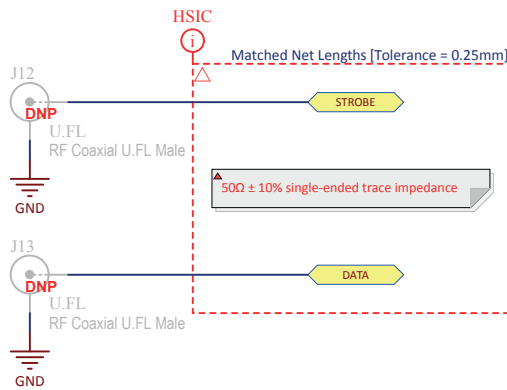 HSIC
i
Matched Net Lengths [Tolerance = 0.25mm]
J12
DNP
STROBE
U.FL
RF Coaxial U.FL Male
GND
50Ω ± 10% single-ended trace impedance
J13
DNP
DATA
U.FL
RF Coaxial U.FL Male
GND